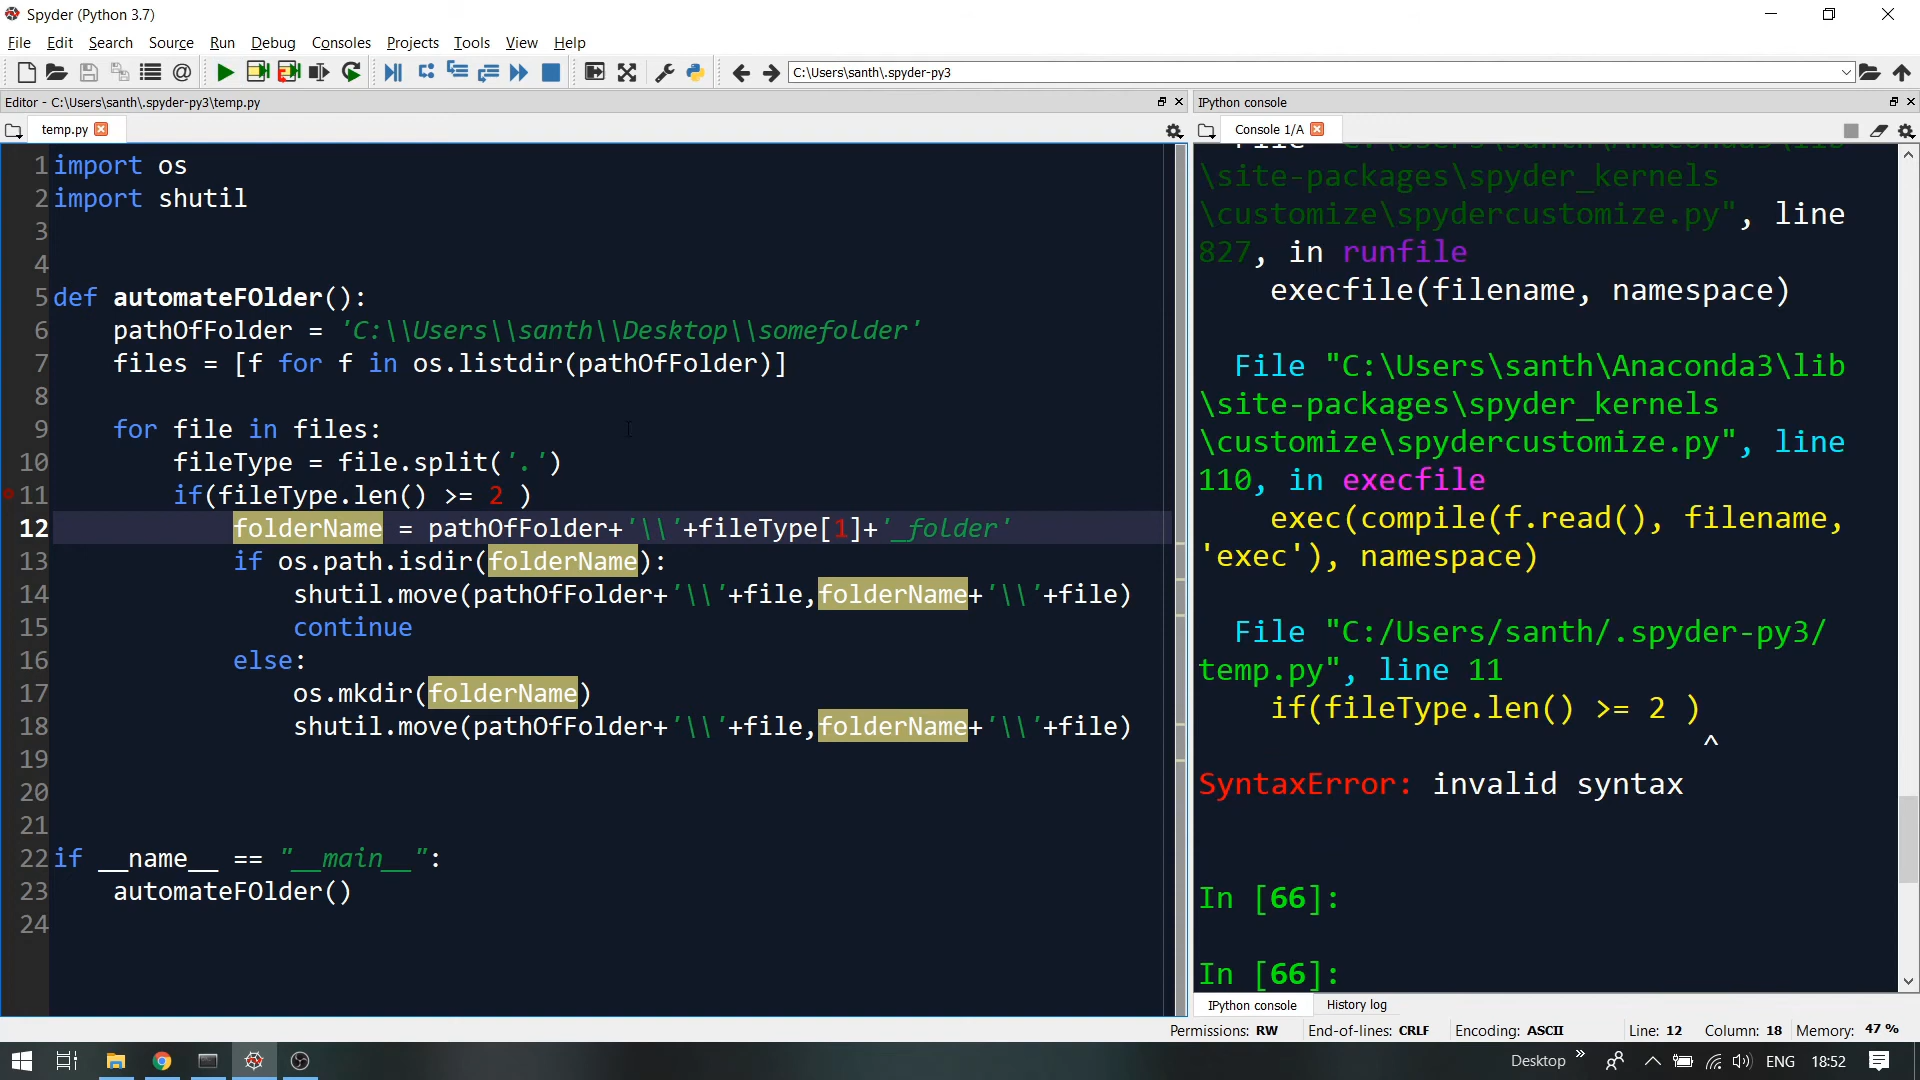 Spyder (Python 3.7)
File Edit Search Source Run Debug Consoles Projects Tools View Help
C:\Users\santh\.spyder-py3
Editor - C:\Users\santh\.spyder-py3\temp.py
temp.py
1 import os
2 import shutil
3
4
5 def automateFOlder():
6 pathOfFolder = 'C:\\Users\\santh\\Desktop\\somefolder'
7 files = [f for f in os.listdir(pathOfFolder)]
8
9 for file in files:
10 fileType = file.split('.')
11 if(fileType.len() >= 2 )
12 folderName = pathOfFolder+'\\'+fileType[1]+'_folder'
13 if os.path.isdir(folderName):
14 shutil.move(pathOfFolder+'\\'+file,folderName+'\\'+file)
15 continue
16 else:
17 os.mkdir(folderName)
18 shutil.move(pathOfFolder+'\\'+file,folderName+'\\'+file)
19
20
21
22 if __name__ == "__main__":
23 automateFOlder()
24
IPython console
Console 1/A
\site-packages\spyder_kernels
\customize\spydercustomize.py", line
827, in runfile
execfile(filename, namespace)
File "C:\Users\santh\Anaconda3\lib
\site-packages\spyder_kernels
\customize\spydercustomize.py", line
110, in execfile
exec(compile(f.read(), filename,
'exec'), namespace)
File "C:/Users/santh/.spyder-py3/
temp.py", line 11
if(fileType.len() >= 2 )
^
SyntaxError: invalid syntax
In [66]:
In [66]:
IPython console History log
Permissions: RW End-of-lines: CRLF Encoding: ASCII Line: 12 Column: 18 Memory: 47 %
Desktop » ENG 18:52